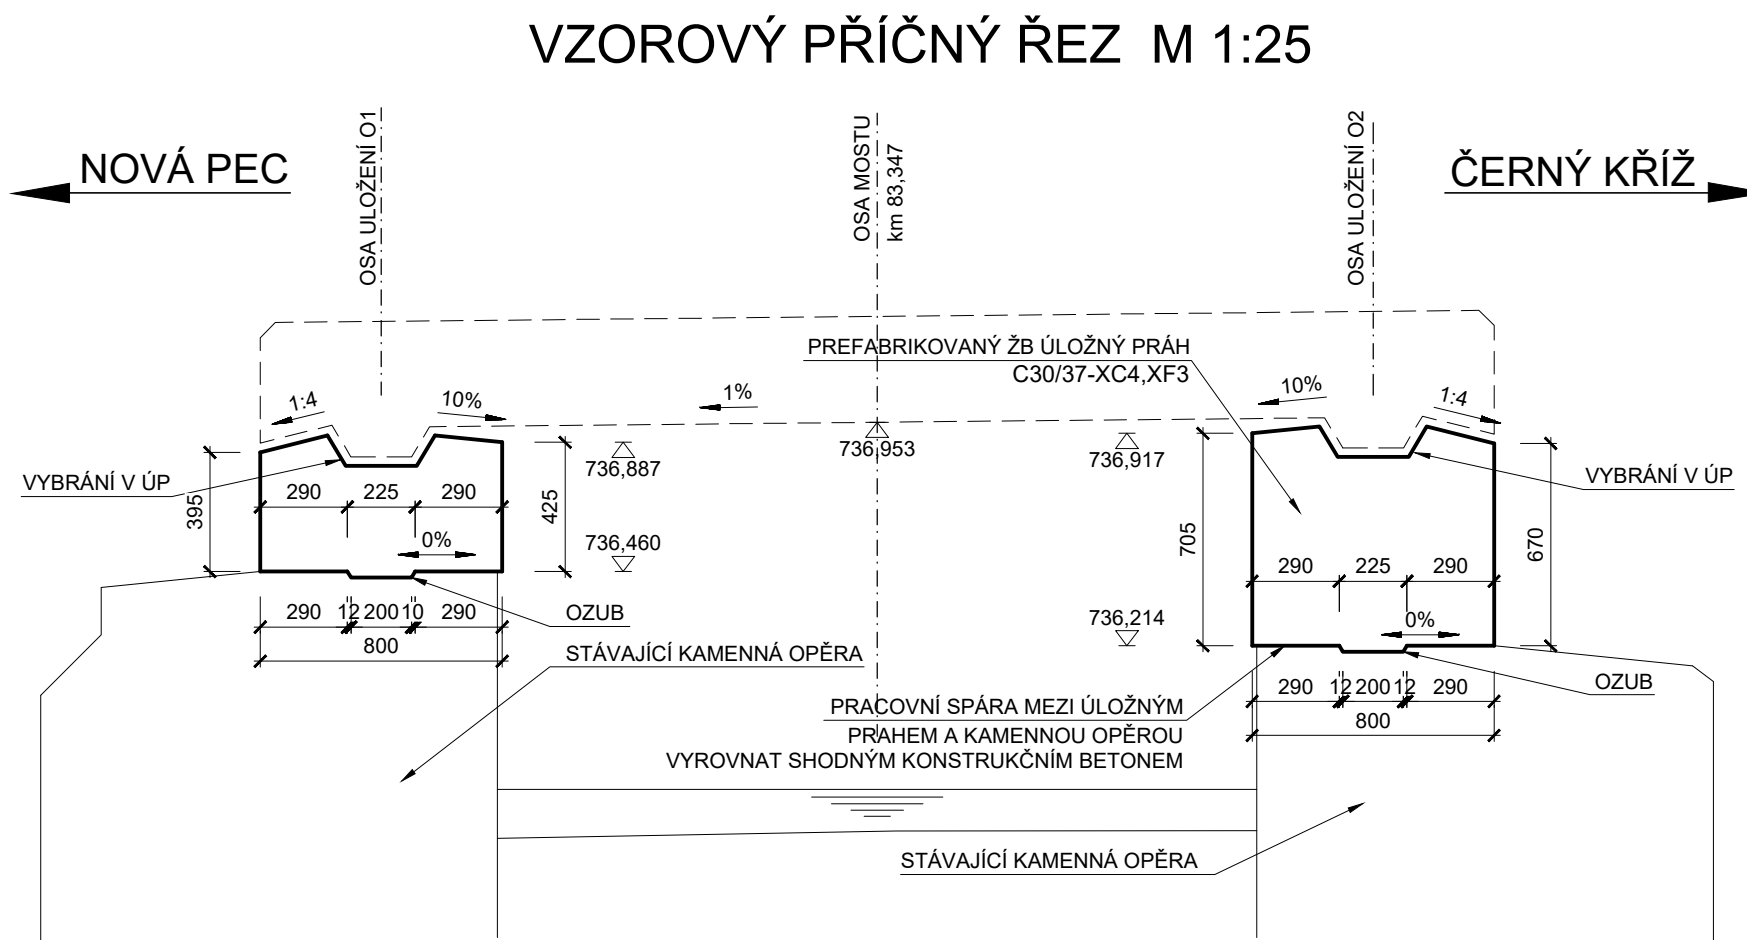 VZOROVÝ PŘÍČNÝ ŘEZ M 1:25
NOVÁ PEC
OSA ULOŽENÍ O1
OSA MOSTU
km 83,347
OSA ULOŽENÍ O2
ČERNÝ KŘÍŽ
PREFABRIKOVANÝ ŽB ÚLOŽNÝ PRÁH
C30/37-XC4,XF3
1:4
10%
1%
10%
1:4
736,887
736,953
736,917
VYBRÁNÍ V ÚP
VYBRÁNÍ V ÚP
395
290
225
290
425
0%
736,460
705
290
225
290
670
0%
736,214
290
12
200
10
290
800
OZUB
STÁVAJÍCÍ KAMENNÁ OPĚRA
290
12
200
12
290
800
OZUB
PRACOVNÍ SPÁRA MEZI ÚLOŽNÝM
PRAHEM A KAMENNOU OPĚROU
VYROVNAT SHODNÝM KONSTRUKČNÍM BETONEM
STÁVAJÍCÍ KAMENNÁ OPĚRA